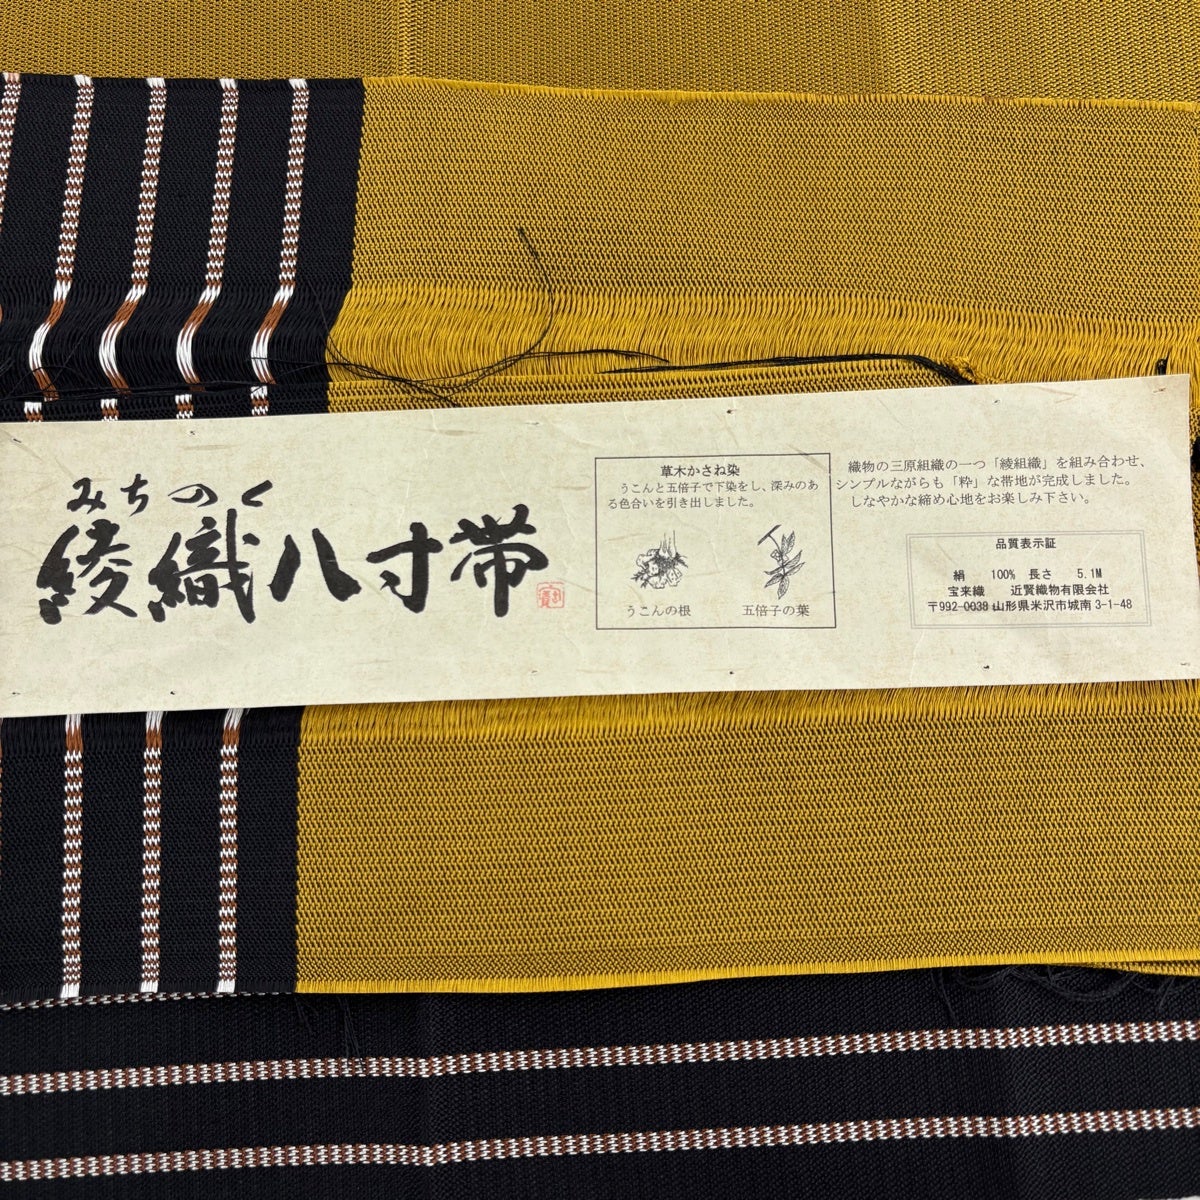 みちのく
綾織八寸帯
草木かさね染
うこんと五倍子で下染をし、深みのあ
る色合いを引き出しました。
うこんの根
五倍子の葉
織物の三原組織の一つ「綾組織」を組み合わせ、
シンプルながらも「粋」な帯地が完成しました。
しなやかな締め心地をお楽しみ下さい。
品質表示証
絹 100% 長さ 5.1M
宝来織 近賢織物有限会社
〒992-0038 山形県米沢市城南 3-1-48